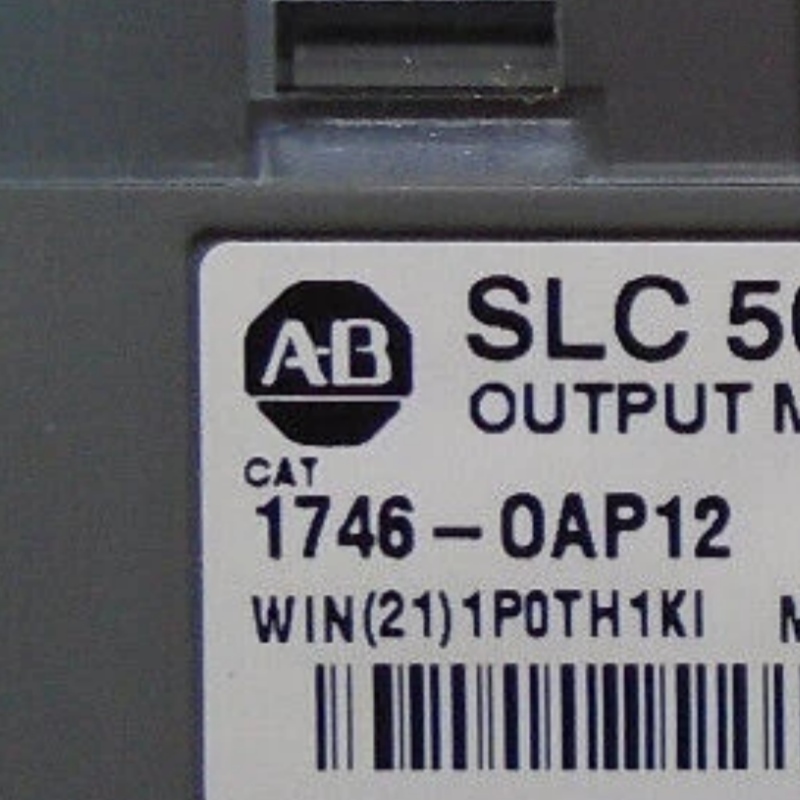 A-B
SLC 50
OUTPUT M
CAT
1746-OAP12
WIN(21)1P0TH1KI M